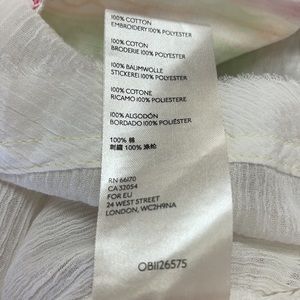 100% COTTON
EMBROIDERY 100% POLYESTER
100% COTON
BRODERIE 100% POLYESTER
100% BAUMWOLLE
STICKEREI 100% POLYESTER
100% COTONE
RICAMO 100% POLIESTERE
100% ALGODÓN
BORDADO 100% POLIÉSTER
100% 棉
刺繡 100% 涤纶
RN 66170
CA 32054
FOR EU
24 WEST STREET
LONDON, WC2H9NA
OB1126575